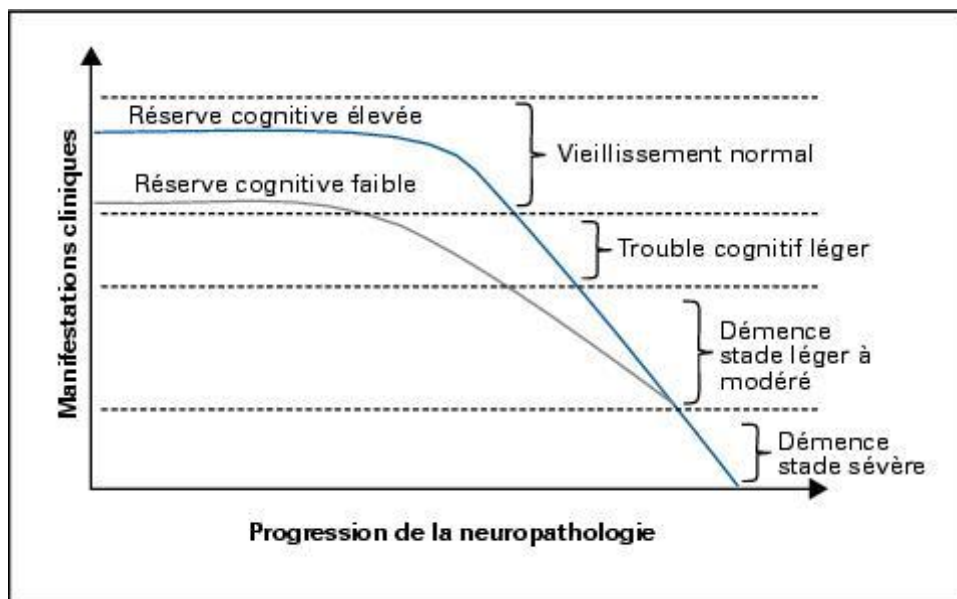 Réserve cognitive élevée
Vieillissement normal
Réserve cognitive faible
Trouble cognitif léger
Démence
stade léger à
modéré
Démence
stade sévère
Manifestations cliniques
Progression de la neuropathologie